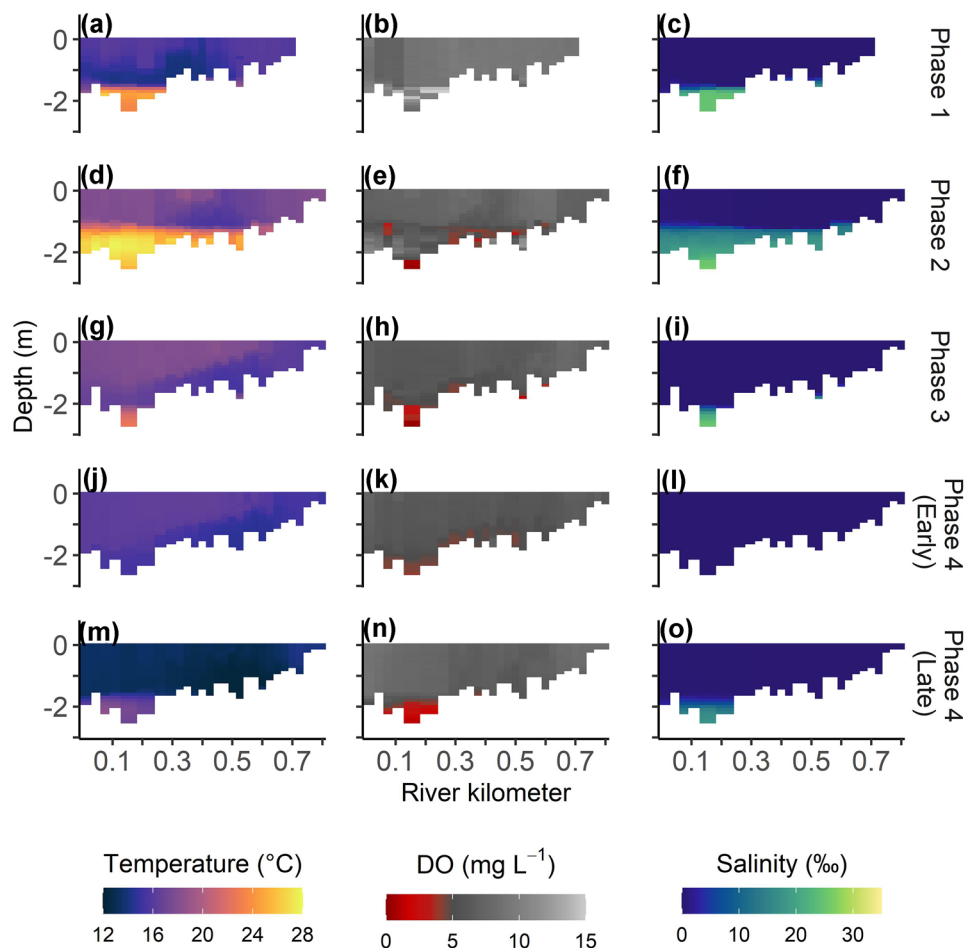 (a) (b) (c)
0
-2
Phase 1
(d) (e) (f)
0
-2
Phase 2
(g) (h) (i)
0
-2
Phase 3
Depth (m)
(j) (k) (l)
0
-2
Phase 4
(Early)
(m) (n) (o)
0
-2
Phase 4
(Late)
0.1 0.3 0.5 0.7 0.1 0.3 0.5 0.7 0.1 0.3 0.5 0.7
River kilometer
Temperature (°C) DO (mg L⁻¹) Salinity (‰)
12 16 20 24 28 0 5 10 15 0 10 20 30